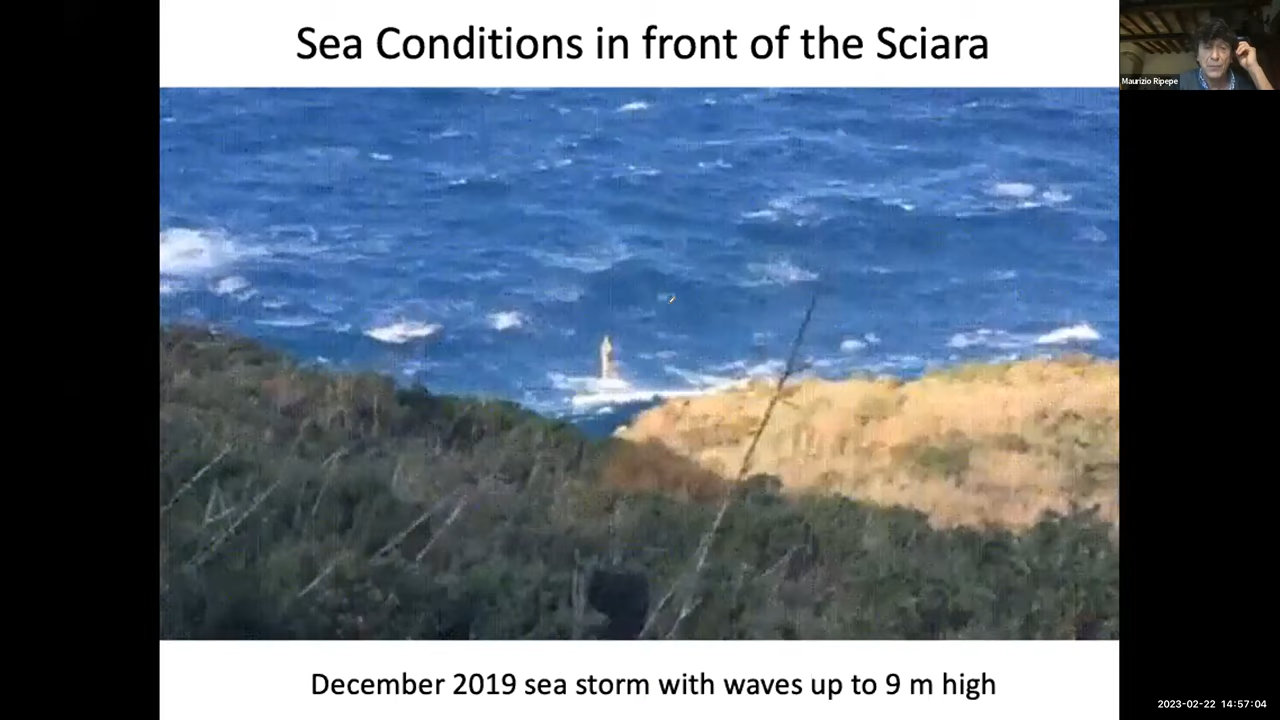 Sea Conditions in front of the Sciara
Maurizio Ripepe
December 2019 sea storm with waves up to 9 m high
2023-02-22 14:57:04